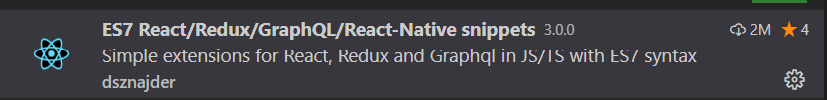 ES7 React/Redux/GraphQL/React-Native snippets 3.0.0 2M 4
Simple extensions for React, Redux and Graphql in JS/TS with ES7 syntax
dsznajder